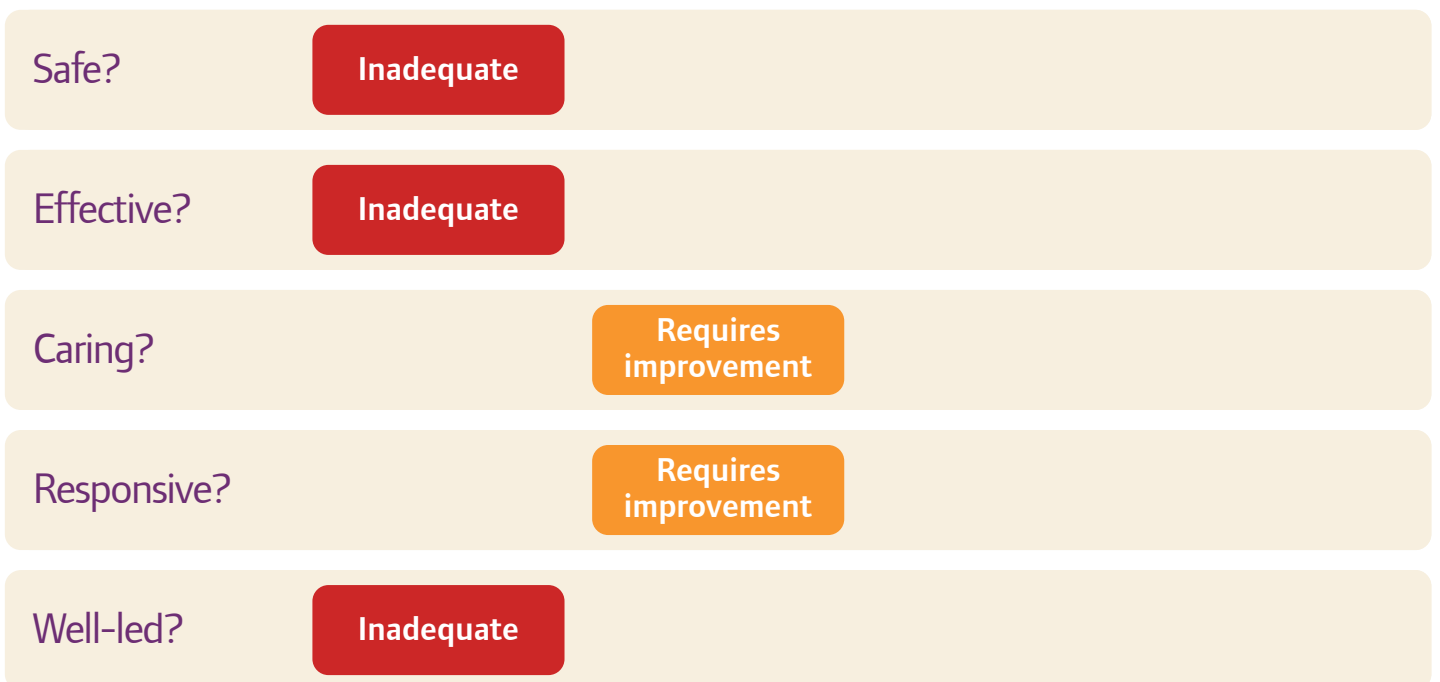 Safe?
Inadequate
Effective?
Inadequate
Caring?
Requires
improvement
Responsive?
Requires
improvement
Well-led?
Inadequate